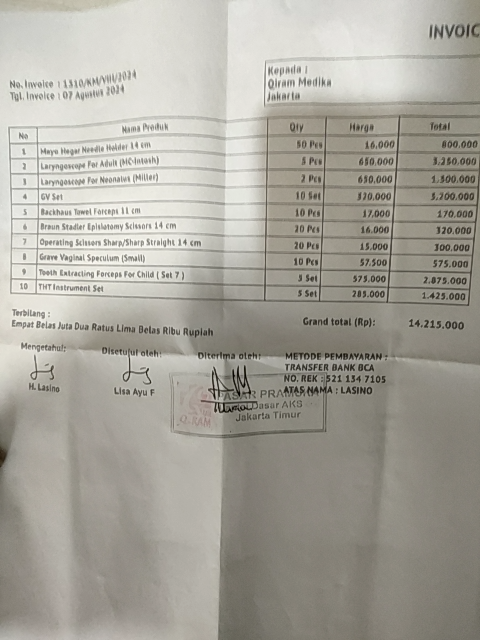 INVOIC
No. Invoice : 1310/KM/VIII/2024
Tgl. Invoice : 07 Agustus 2024
Kepada :
Qiram Medika
Jakarta
No Nama Produk Qty Harga Total
1 Mayo Hegar Needle Holder 14 cm 50 Pcs 16.000 800.000
2 Laryngoscope For Adult (MC-Intosh) 5 Pcs 650.000 3.250.000
3 Laryngoscope For Neonatus (Miller) 2 Pcs 650.000 1.300.000
4 GV Set 10 Set 320.000 3.200.000
5 Backhaus Towel Forceps 11 cm 10 Pcs 17.000 170.000
6 Braun Stadler Episiotomy Scissors 14 cm 20 Pcs 16.000 320.000
7 Operating Scissors Sharp/Sharp Straight 14 cm 20 Pcs 15.000 300.000
8 Grave Vaginal Speculum (Small) 10 Pcs 57.500 575.000
9 Tooth Extracting Forceps For Child ( Set 7 ) 5 Set 575.000 2.875.000
10 THT Instrument Set 5 Set 285.000 1.425.000
Terbilang :
Empat Belas Juta Dua Ratus Lima Belas Ribu Rupiah
Grand total (Rp): 14.215.000
Mengetahui:
H. Lasino
Disetujui oleh:
Lisa Ayu F
Diterima oleh:
METODE PEMBAYARAN :
TRANSFER BANK BCA
NO. REK : 521 134 7105
ATAS NAMA : LASINO
PASAR PRAMUKA
Dasar AKS
Jakarta Timur
QIRAM